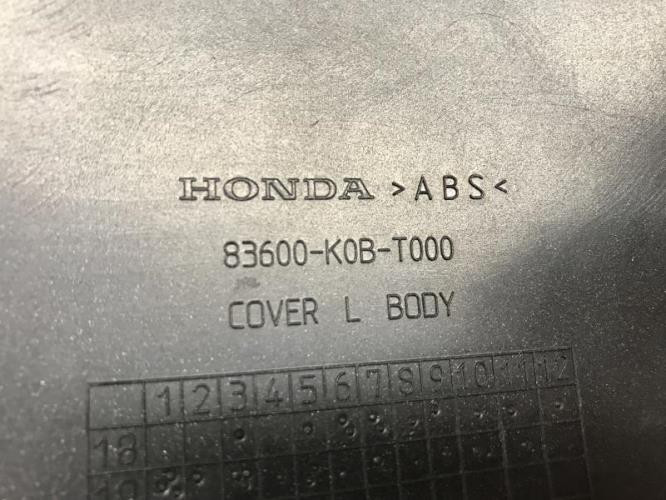 HONDA >ABS<
83600-K0B-T000
COVER L BODY
1 2 3 4 5 6 7 8 9 10 11 12
18
19